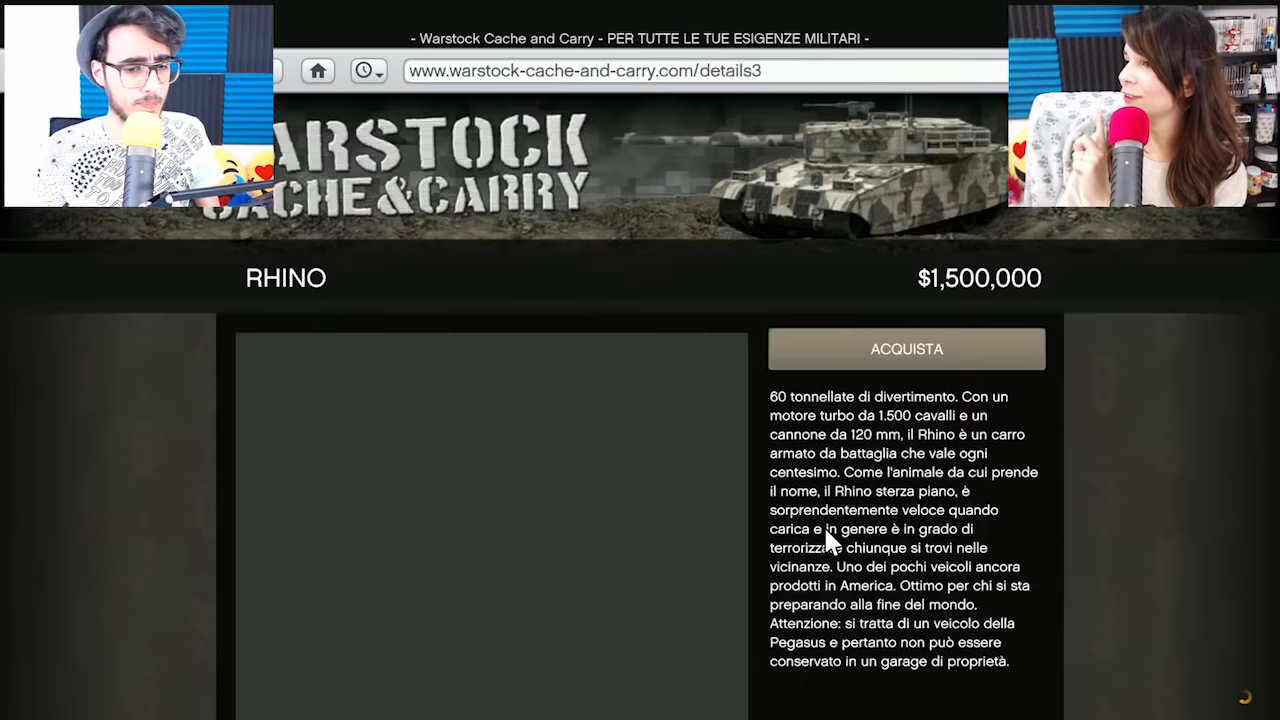 - Warstock Cache and Carry - PER TUTTE LE TUE ESIGENZE MILITARI -
www.warstock-cache-and-carry.com/details3
ARSTOCK
CACHE&CARRY
RHINO
$1,500,000
ACQUISTA
60 tonnellate di divertimento. Con un
motore turbo da 1.500 cavalli e un
cannone da 120 mm, il Rhino è un carro
armato da battaglia che vale ogni
centesimo. Come l'animale da cui prende
il nome, il Rhino sterza piano, è
sorprendentemente veloce quando
carica e in genere è in grado di
terrorizzare chiunque si trovi nelle
vicinanze. Uno dei pochi veicoli ancora
prodotti in America. Ottimo per chi si sta
preparando alla fine del mondo.
Attenzione: si tratta di un veicolo della
Pegasus e pertanto non può essere
conservato in un garage di proprietà.